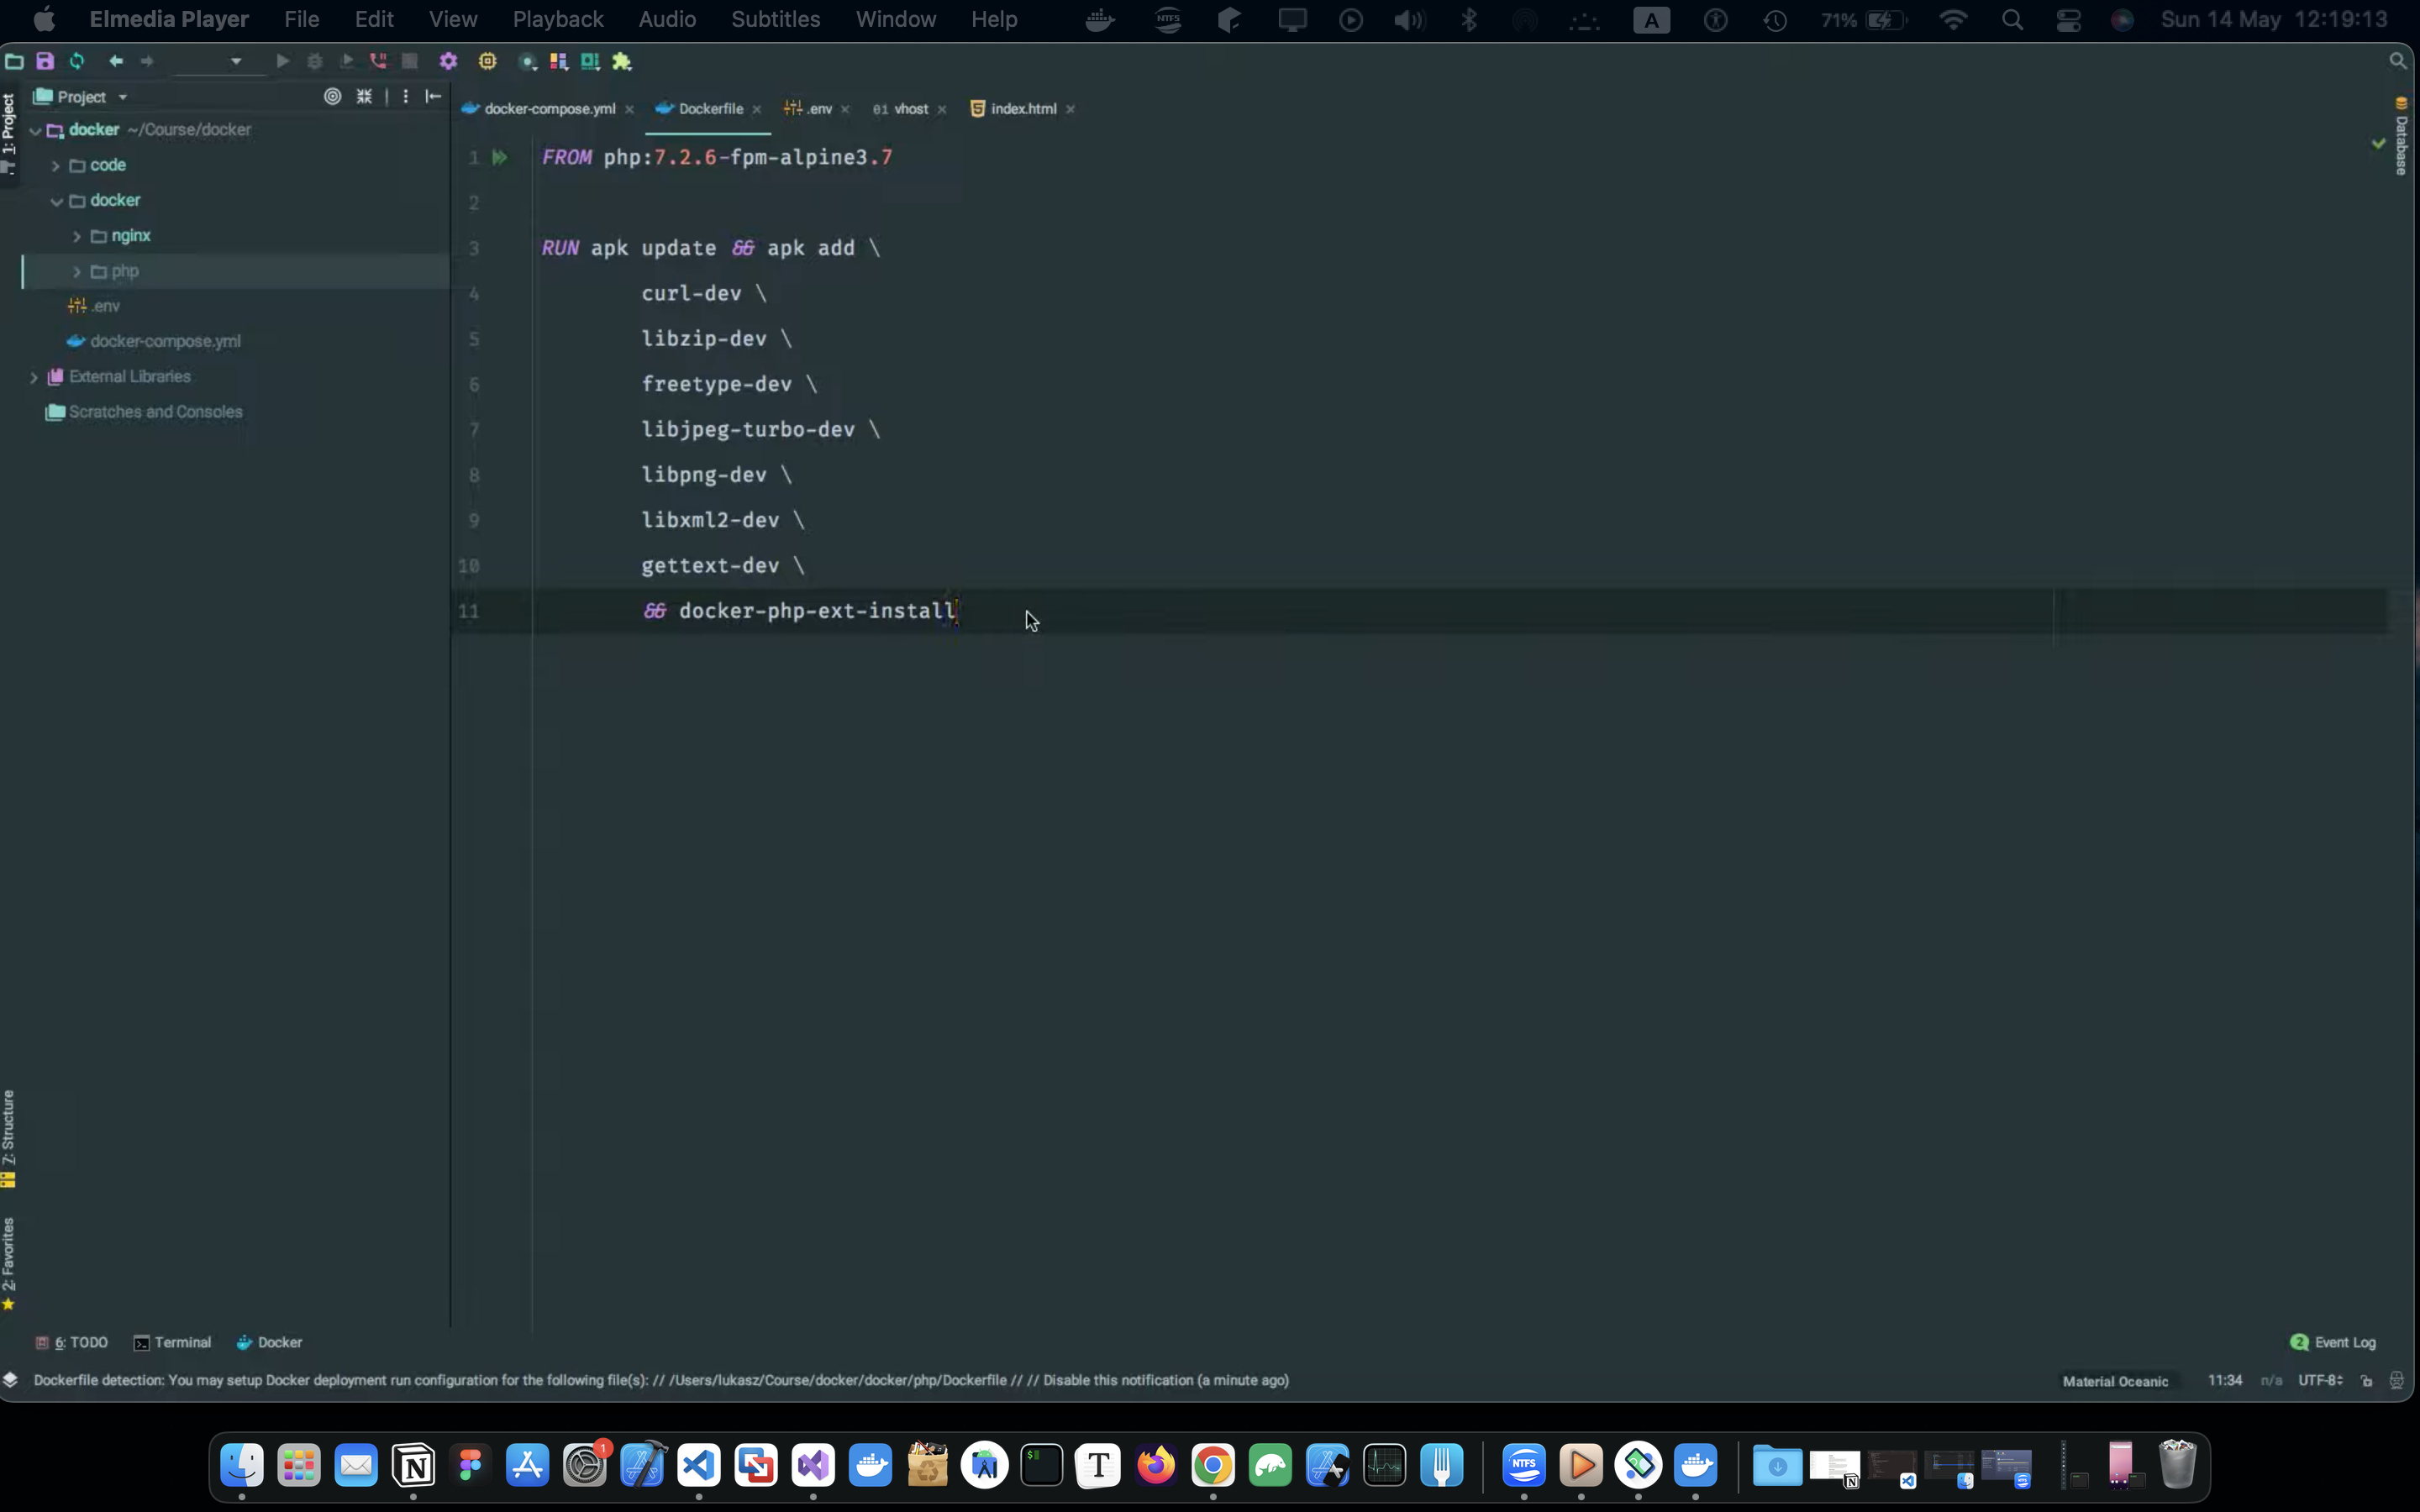 Elmedia Player File Edit View Playback Audio Subtitles Window Help NTFS A 71% Sun 14 May 12:19:13
Project
docker-compose.yml Dockerfile .env vhost index.html
1: Project
docker ~/Course/docker
code
docker
nginx
php
.env
docker-compose.yml
External Libraries
Scratches and Consoles
1 FROM php:7.2.6-fpm-alpine3.7
2
3 RUN apk update && apk add \
4 curl-dev \
5 libzip-dev \
6 freetype-dev \
7 libjpeg-turbo-dev \
8 libpng-dev \
9 libxml2-dev \
10 gettext-dev \
11 && docker-php-ext-install
Database
7: Structure
2: Favorites
6: TODO Terminal Docker 2 Event Log
Dockerfile detection: You may setup Docker deployment run configuration for the following file(s): // /Users/lukasz/Course/docker/docker/php/Dockerfile // // Disable this notification (a minute ago) Material Oceanic 11:34 n/a UTF-8
1
NTFS